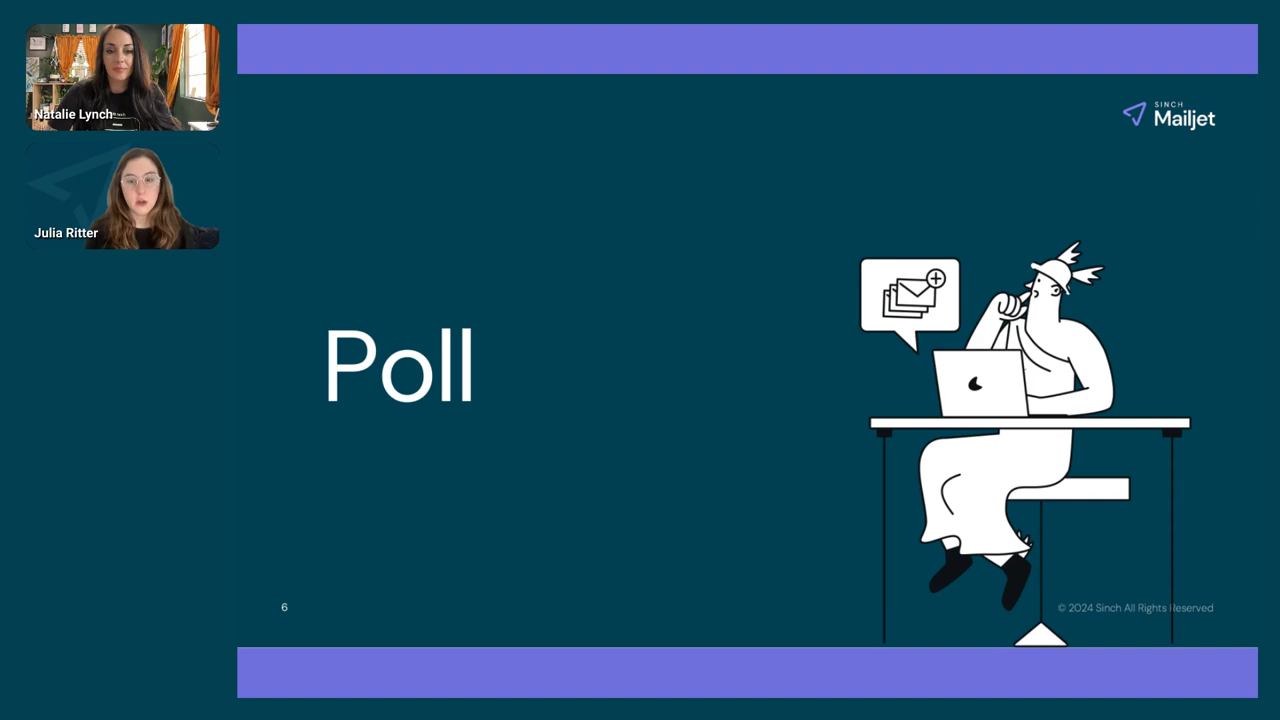 Natalie Lynch
Julia Ritter
SINCH
Mailjet
Poll
6
© 2024 Sinch All Rights Reserved